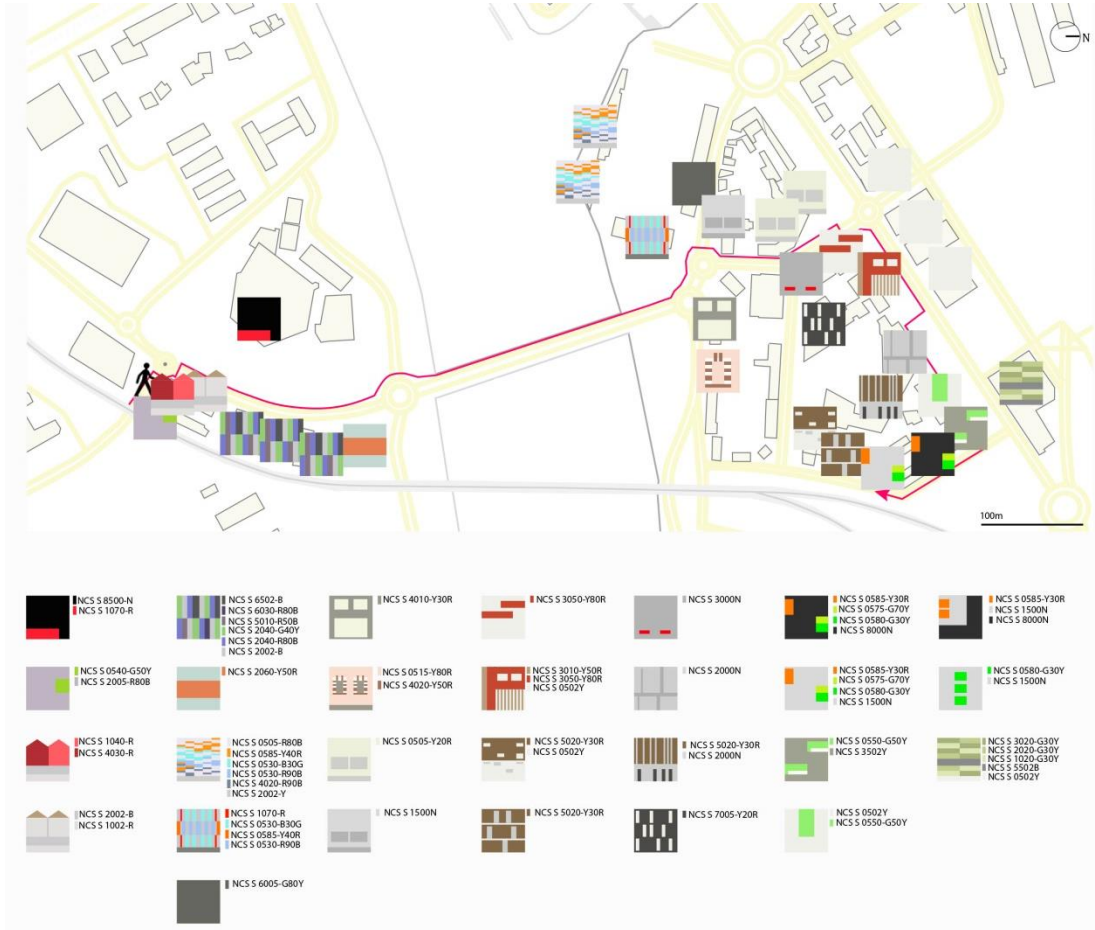 N
100m
NCS S 8500-N
NCS S 1070-R
NCS S 6502-B
NCS S 6030-R80B
NCS S 5010-R50B
NCS S 2040-G40Y
NCS S 2040-R80B
NCS S 2002-B
NCS S 4010-Y30R
NCS S 3050-Y80R
NCS S 3000N
NCS S 0585-Y30R
NCS S 0575-G70Y
NCS S 0580-G30Y
NCS S 8000N
NCS S 0585-Y30R
NCS S 1500N
NCS S 8000N
NCS S 0540-G50Y
NCS S 2005-R80B
NCS S 2060-Y50R
NCS S 0515-Y80R
NCS S 4020-Y50R
NCS S 3010-Y50R
NCS S 3050-Y80R
NCS S 0502Y
NCS S 2000N
NCS S 0585-Y30R
NCS S 0575-G70Y
NCS S 0580-G30Y
NCS S 1500N
NCS S 0580-G30Y
NCS S 1500N
NCS S 1040-R
NCS S 4030-R
NCS S 0505-R80B
NCS S 0585-Y40R
NCS S 0530-B30G
NCS S 0530-R90B
NCS S 4020-R90B
NCS S 2002-Y
NCS S 0505-Y20R
NCS S 5020-Y30R
NCS S 0502Y
NCS S 5020-Y30R
NCS S 2000N
NCS S 0550-G50Y
NCS S 3502Y
NCS S 3020-G30Y
NCS S 2020-G30Y
NCS S 1020-G30Y
NCS S 5502B
NCS S 0502Y
NCS S 2002-B
NCS S 1002-R
NCS S 1070-R
NCS S 0530-B30G
NCS S 0585-Y40R
NCS S 0530-R90B
NCS S 1500N
NCS S 5020-Y30R
NCS S 7005-Y20R
NCS S 0502Y
NCS S 0550-G50Y
NCS S 6005-G80Y